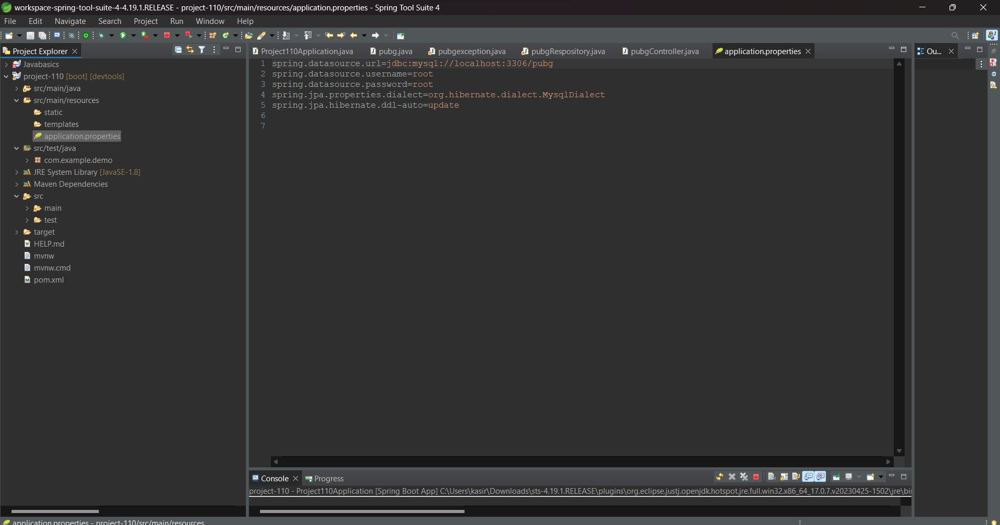 workspace-spring-tool-suite-4-4.19.1.RELEASE - project-110/src/main/resources/application.properties - Spring Tool Suite 4
File Edit Navigate Search Project Run Window Help
Project Explorer
Javabasics
project-110 [boot] [devtools]
src/main/java
src/main/resources
static
templates
application.properties
src/test/java
com.example.demo
JRE System Library [JavaSE-1.8]
Maven Dependencies
src
main
test
target
HELP.md
mvnw
mvnw.cmd
pom.xml
Project110Application.java pubg.java pubgexception.java pubgRespository.java pubgController.java application.properties
1 spring.datasource.url=jdbc:mysql://localhost:3306/pubg
2 spring.datasource.username=root
3 spring.datasource.password=root
4 spring.jpa.properties.dialect=org.hibernate.dialect.MysqlDialect
5 spring.jpa.hibernate.ddl-auto=update
6
7
Ou...
Console Progress
project-110 - Project110Application [Spring Boot App] C:\Users\kasir\Downloads\sts-4.19.1.RELEASE\plugins\org.eclipse.justj.openjdk.hotspot.jre.full.win32.x86_64_17.0.7.v20230425-1502\jre\bi
application.properties - project-110/src/main/resources